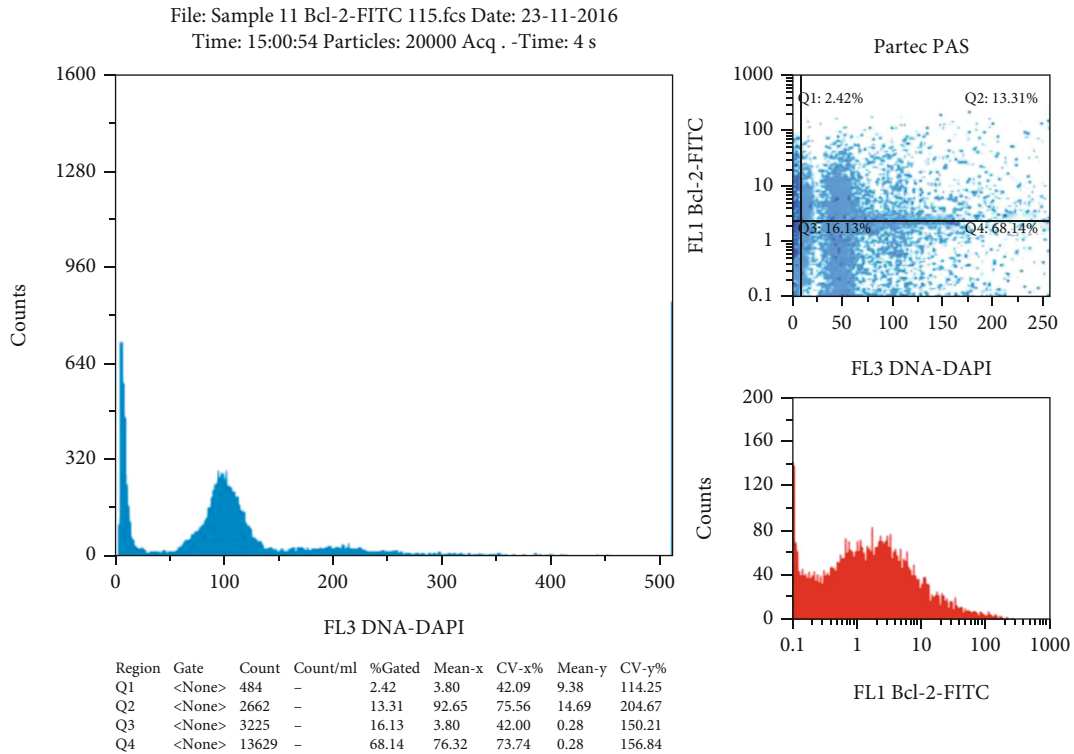 File: Sample 11 Bcl-2-FITC 115.fcs Date: 23-11-2016
Time: 15:00:54 Particles: 20000 Acq . -Time: 4 s
1600
1280
960
640
320
0
Counts
0 100 200 300 400 500
FL3 DNA-DAPI
Partec PAS
1000
100
10
1
0.1
FL1 Bcl-2-FITC
Q1: 2.42% Q2: 13.31%
Q3: 16.13% Q4: 68.14%
0 50 100 150 200 250
FL3 DNA-DAPI
200
160
120
80
40
0
Counts
0.1 1 10 100 1000
FL1 Bcl-2-FITC
Region Gate Count Count/ml %Gated Mean-x CV-x% Mean-y CV-y%
Q1 <None> 484 – 2.42 3.80 42.09 9.38 114.25
Q2 <None> 2662 – 13.31 92.65 75.56 14.69 204.67
Q3 <None> 3225 – 16.13 3.80 42.00 0.28 150.21
Q4 <None> 13629 – 68.14 76.32 73.74 0.28 156.84